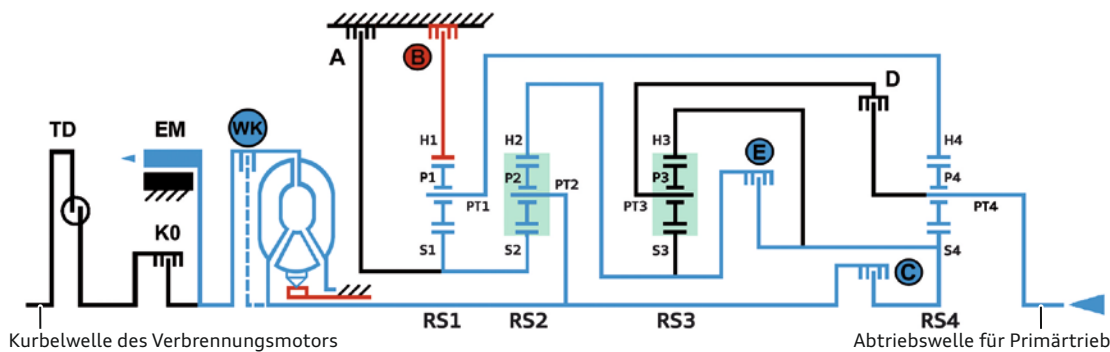 A
B
D
TD
EM
WK
H1
H2
H3
E
H4
P1
P2
PT2
P3
P4
PT1
PT3
PT4
K0
S1
S2
S3
S4
C
RS1
RS2
RS3
RS4
Kurbelwelle des Verbrennungsmotors
Abtriebswelle für Primärtrieb